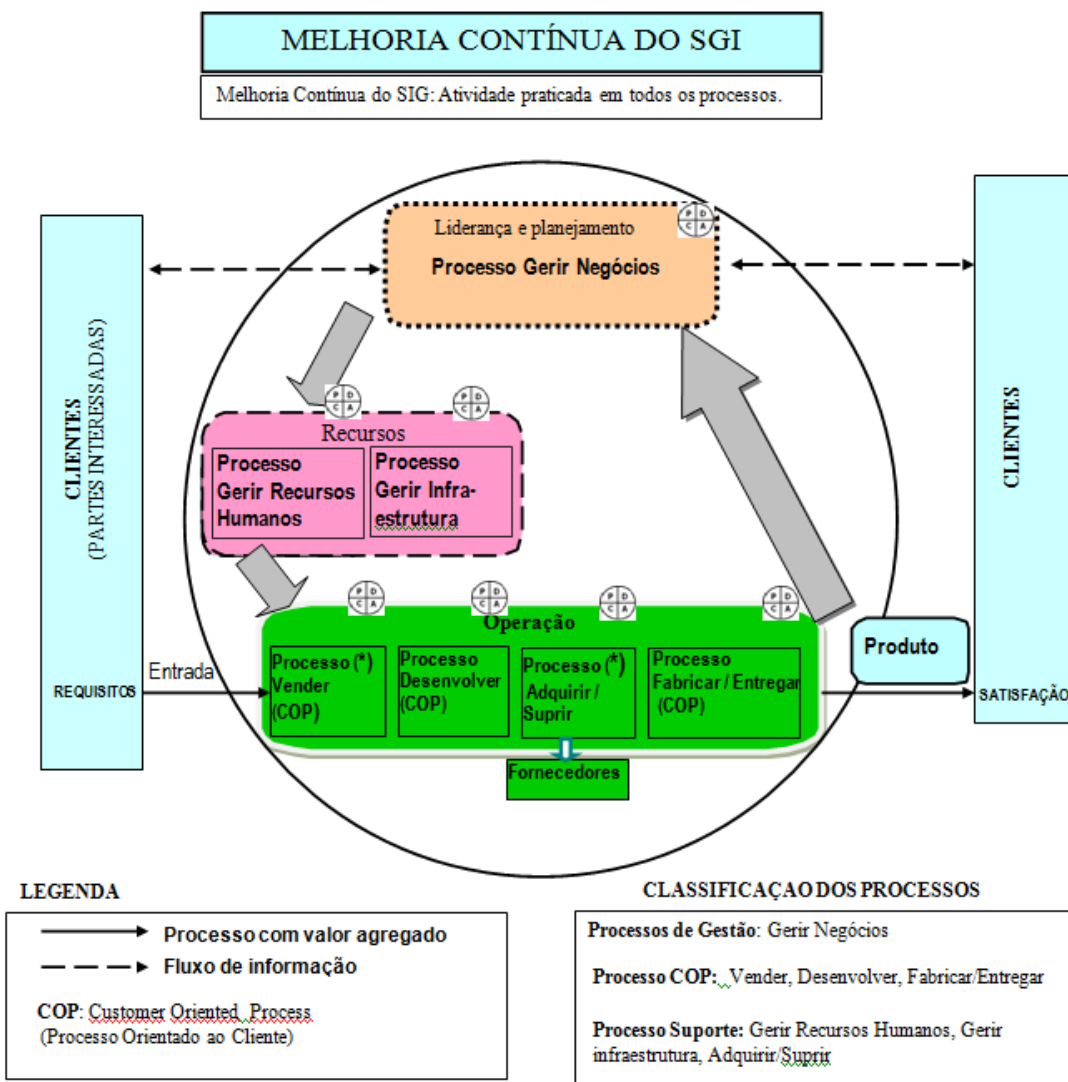 MELHORIA CONTÍNUA DO SGI
Melhoria Contínua do SIG: Atividade praticada em todos os processos.
CLIENTES
(PARTES INTERESSADAS)
REQUISITOS
Liderança e planejamento
Processo Gerir Negócios
P D
C A
CLIENTES
SATISFAÇÃO
P D
C A
P D
C A
Recursos
Processo
Gerir Recursos
Humanos
Processo
Gerir Infra-
estrutura
P D
C A
P D
C A
P D
C A
P D
C A
Operação
Entrada
Processo (*)
Vender
(COP)
Processo
Desenvolver
(COP)
Processo (*)
Adquirir /
Suprir
Processo
Fabricar / Entregar
(COP)
Produto
Fornecedores
LEGENDA
Processo com valor agregado
Fluxo de informação
COP: Customer Oriented Process
(Processo Orientado ao Cliente)
CLASSIFICAÇAO DOS PROCESSOS
Processos de Gestão: Gerir Negócios
Processo COP: Vender, Desenvolver, Fabricar/Entregar
Processo Suporte: Gerir Recursos Humanos, Gerir
infraestrutura, Adquirir/Suprir